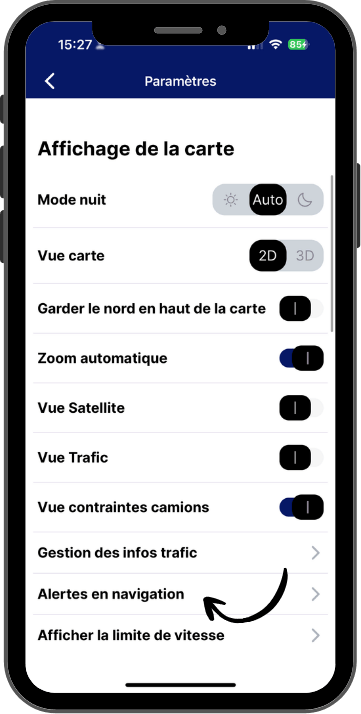 15:27
85
Paramètres
Affichage de la carte
Mode nuit
Auto
Vue carte
2D 3D
Garder le nord en haut de la carte
Zoom automatique
Vue Satellite
Vue Trafic
Vue contraintes camions
Gestion des infos trafic
Alertes en navigation
Afficher la limite de vitesse